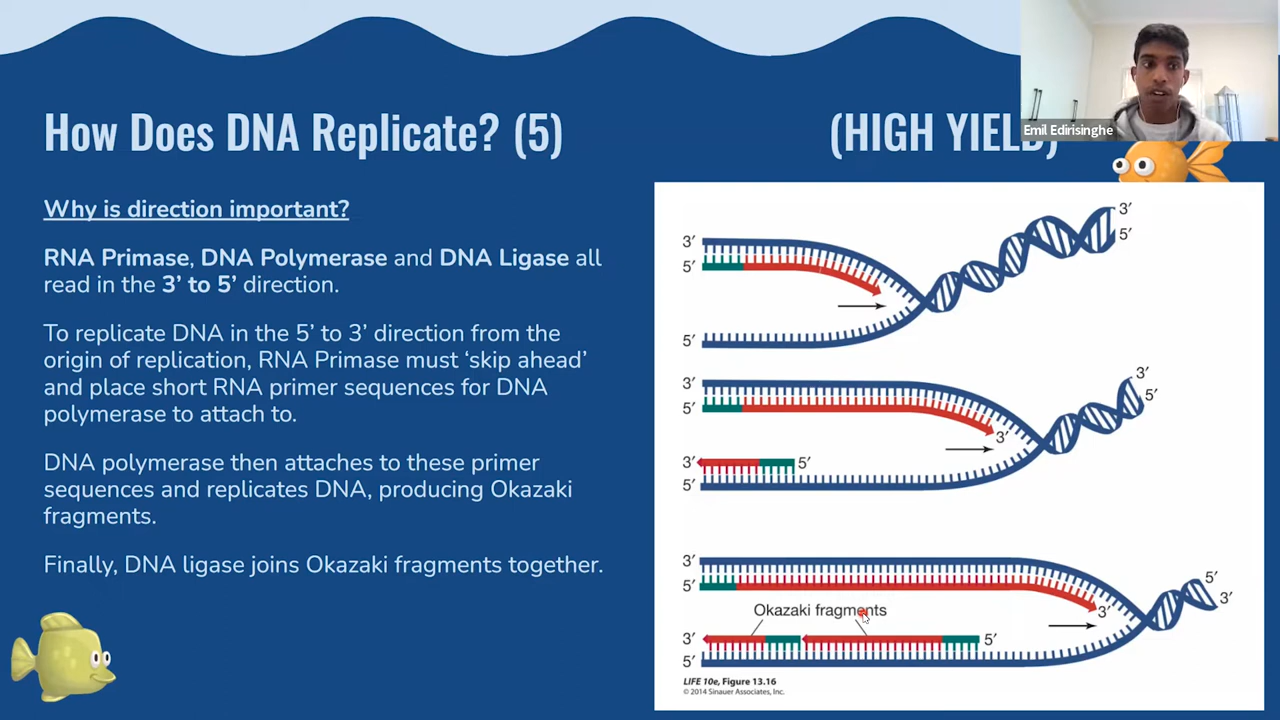 How Does DNA Replicate? (5)
(HIGH YIELD)
Emil Edirisinghe
Why is direction important?
RNA Primase, DNA Polymerase and DNA Ligase all
read in the 3’ to 5’ direction.
To replicate DNA in the 5’ to 3’ direction from the
origin of replication, RNA Primase must ‘skip ahead’
and place short RNA primer sequences for DNA
polymerase to attach to.
DNA polymerase then attaches to these primer
sequences and replicates DNA, producing Okazaki
fragments.
Finally, DNA ligase joins Okazaki fragments together.
3′
5′
3′
5′
5′
3′
5′
3′
5′
3′
3′
5′
5′
3′
5′
5′
3′
3′
Okazaki fragments
3′
5′
5′
LIFE 10e, Figure 13.16
© 2014 Sinauer Associates, Inc.